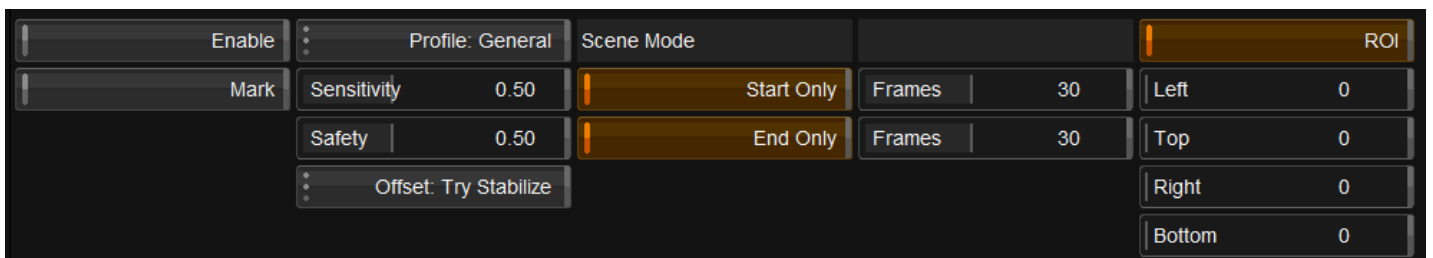 Enable Profile: General Scene Mode ROI
Mark Sensitivity 0.50 Start Only Frames 30 Left 0
Safety 0.50 End Only Frames 30 Top 0
Offset: Try Stabilize Right 0
Bottom 0